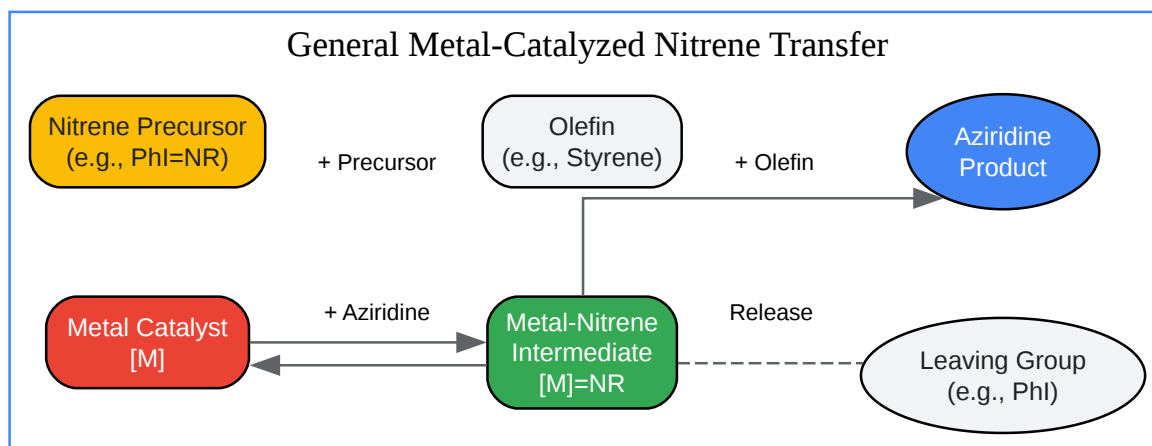 General Metal-Catalyzed Nitrene Transfer
Nitrene Precursor
(e.g., PhI=NR)
+ Precursor
Olefin
(e.g., Styrene)
+ Olefin
Aziridine
Product
Metal Catalyst
[M]
+ Aziridine
Metal-Nitrene
Intermediate
[M]=NR
Release
Leaving Group
(e.g., PhI)